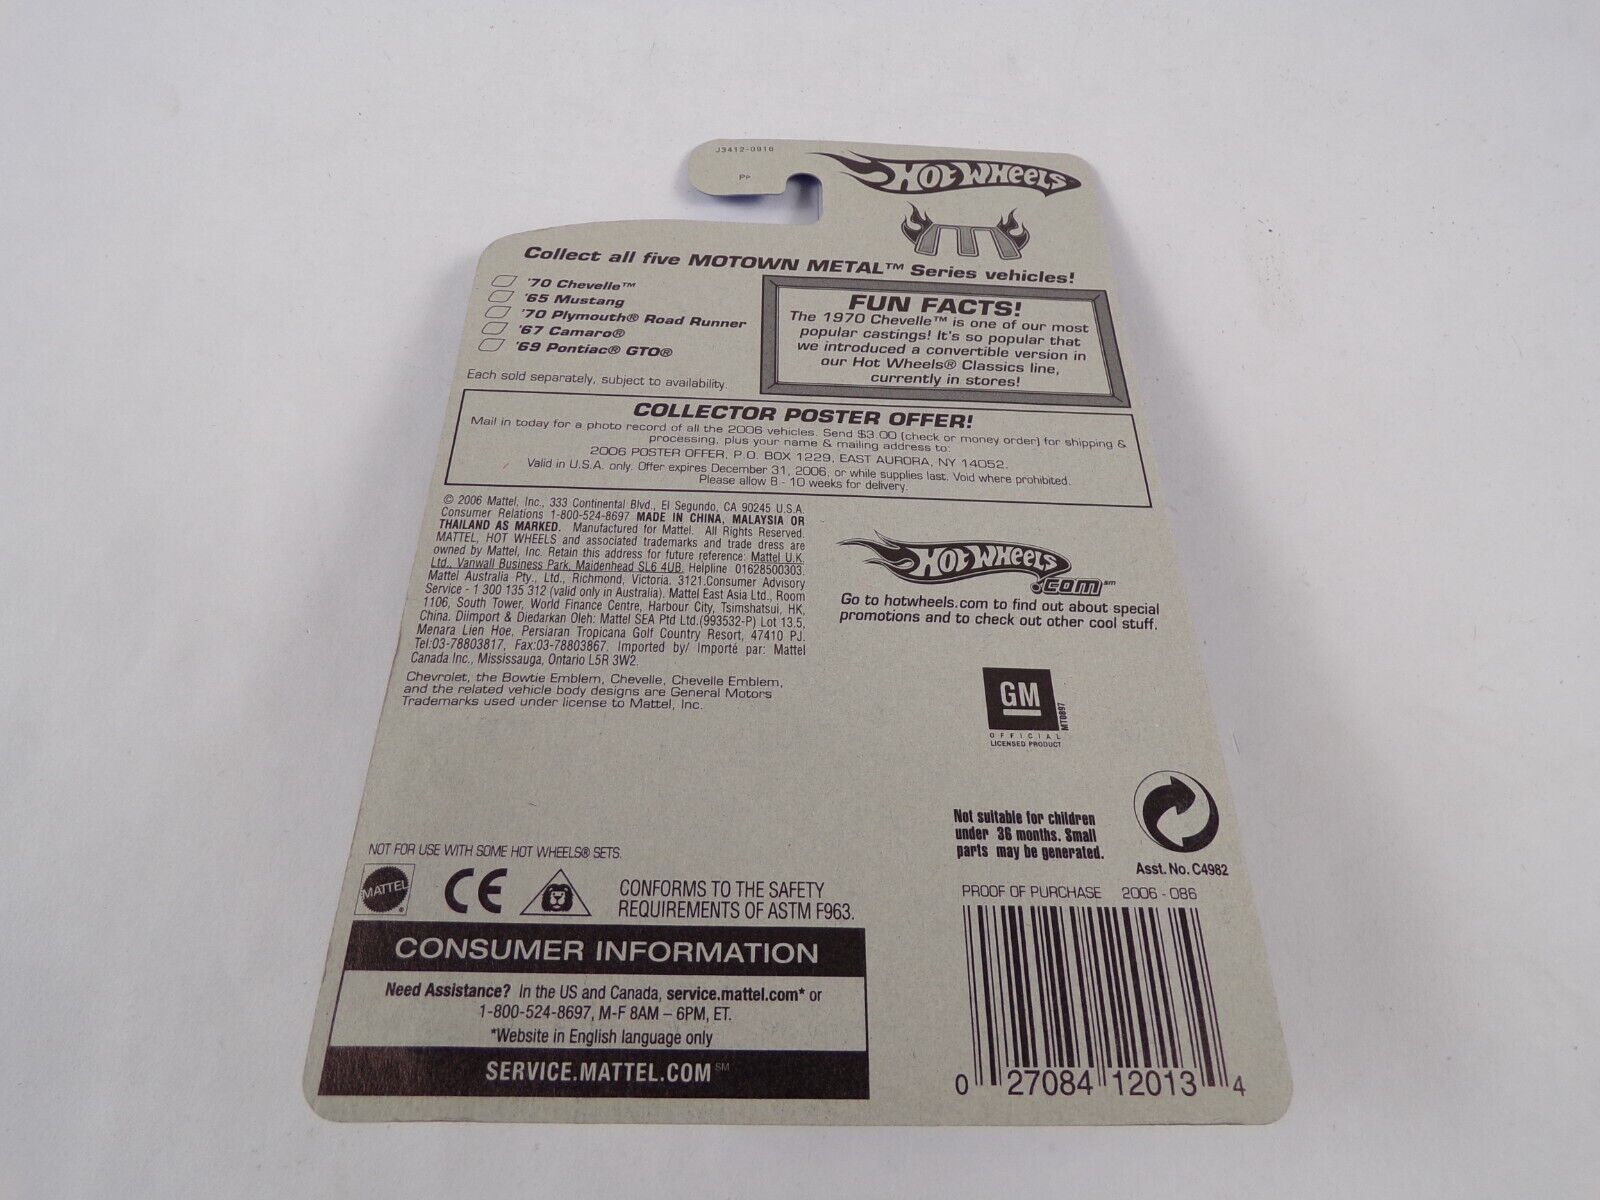 J3412-0910
PP
HOT WHEELS
Collect all five MOTOWN METAL™ Series vehicles!
'70 Chevelle™
'65 Mustang
'70 Plymouth® Road Runner
'67 Camaro®
'69 Pontiac® GTO®
Each sold separately, subject to availability.
FUN FACTS!
The 1970 Chevelle™ is one of our most
popular castings! It's so popular that
we introduced a convertible version in
our Hot Wheels® Classics line,
currently in stores!
COLLECTOR POSTER OFFER!
Mail in today for a photo record of all the 2006 vehicles. Send $3.00 (check or money order) for shipping &
processing, plus your name & mailing address to:
2006 POSTER OFFER, P.O. BOX 1229, EAST AURORA, NY 14052.
Valid in U.S.A. only. Offer expires December 31, 2006, or while supplies last. Void where prohibited.
Please allow 8 - 10 weeks for delivery.
© 2006 Mattel, Inc., 333 Continental Blvd., El Segundo, CA 90245 U.S.A.
Consumer Relations 1-800-524-8697 MADE IN CHINA, MALAYSIA OR
THAILAND AS MARKED. Manufactured for Mattel. All Rights Reserved.
MATTEL, HOT WHEELS and associated trademarks and trade dress are
owned by Mattel, Inc. Retain this address for future reference: Mattel U.K.
Ltd., Vanwall Business Park, Maidenhead SL6 4UB. Helpline 01628500303.
Mattel Australia Pty., Ltd., Richmond, Victoria. 3121.Consumer Advisory
Service - 1 300 135 312 (valid only in Australia). Mattel East Asia Ltd., Room
1106, South Tower, World Finance Centre, Harbour City, Tsimshatsui, HK,
China. Diimport & Diedarkan Oleh: Mattel SEA Ptd Ltd.(993532-P) Lot 13.5,
Menara Lien Hoe, Persiaran Tropicana Golf Country Resort, 47410 PJ.
Tel:03-78803817, Fax:03-78803867. Imported by/ Importé par: Mattel
Canada Inc., Mississauga, Ontario L5R 3W2.
Chevrolet, the Bowtie Emblem, Chevelle, Chevelle Emblem,
and the related vehicle body designs are General Motors
Trademarks used under license to Mattel, Inc.
HOT WHEELS
.com℠
Go to hotwheels.com to find out about special
promotions and to check out other cool stuff.
GM
MT0897
OFFICIAL
LICENSED PRODUCT
Not suitable for children
under 36 months. Small
parts may be generated.
Asst. No. C4982
NOT FOR USE WITH SOME HOT WHEELS® SETS.
MATTEL®
CE
CONFORMS TO THE SAFETY
REQUIREMENTS OF ASTM F963.
PROOF OF PURCHASE 2006 - 086
CONSUMER INFORMATION
Need Assistance? In the US and Canada, service.mattel.com* or
1-800-524-8697, M-F 8AM – 6PM, ET.
*Website in English language only
SERVICE.MATTEL.COM℠
0 27084 12013 4